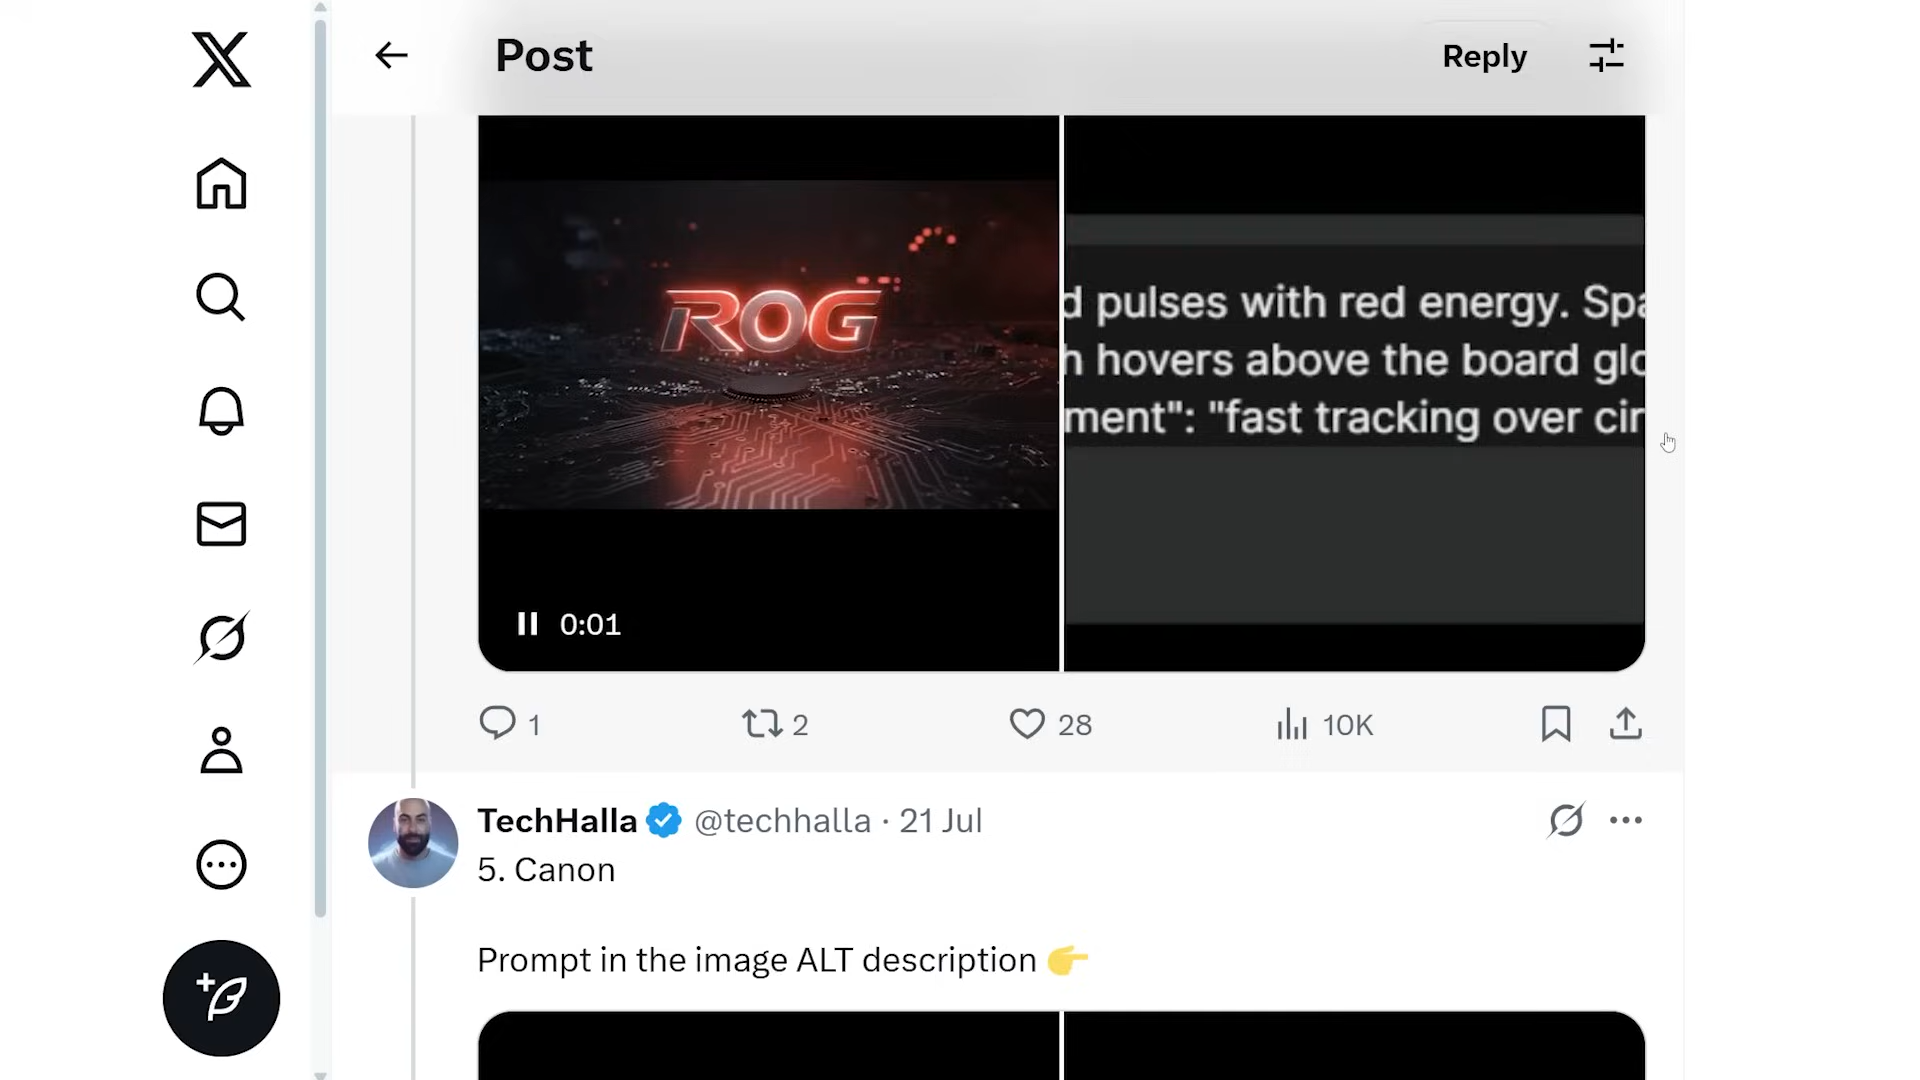 Post
Reply
ROG
d pulses with red energy. Spa
h hovers above the board glo
ment": "fast tracking over cir
0:01
1
2
28
10K
TechHalla @techhalla · 21 Jul
5. Canon
Prompt in the image ALT description 👉